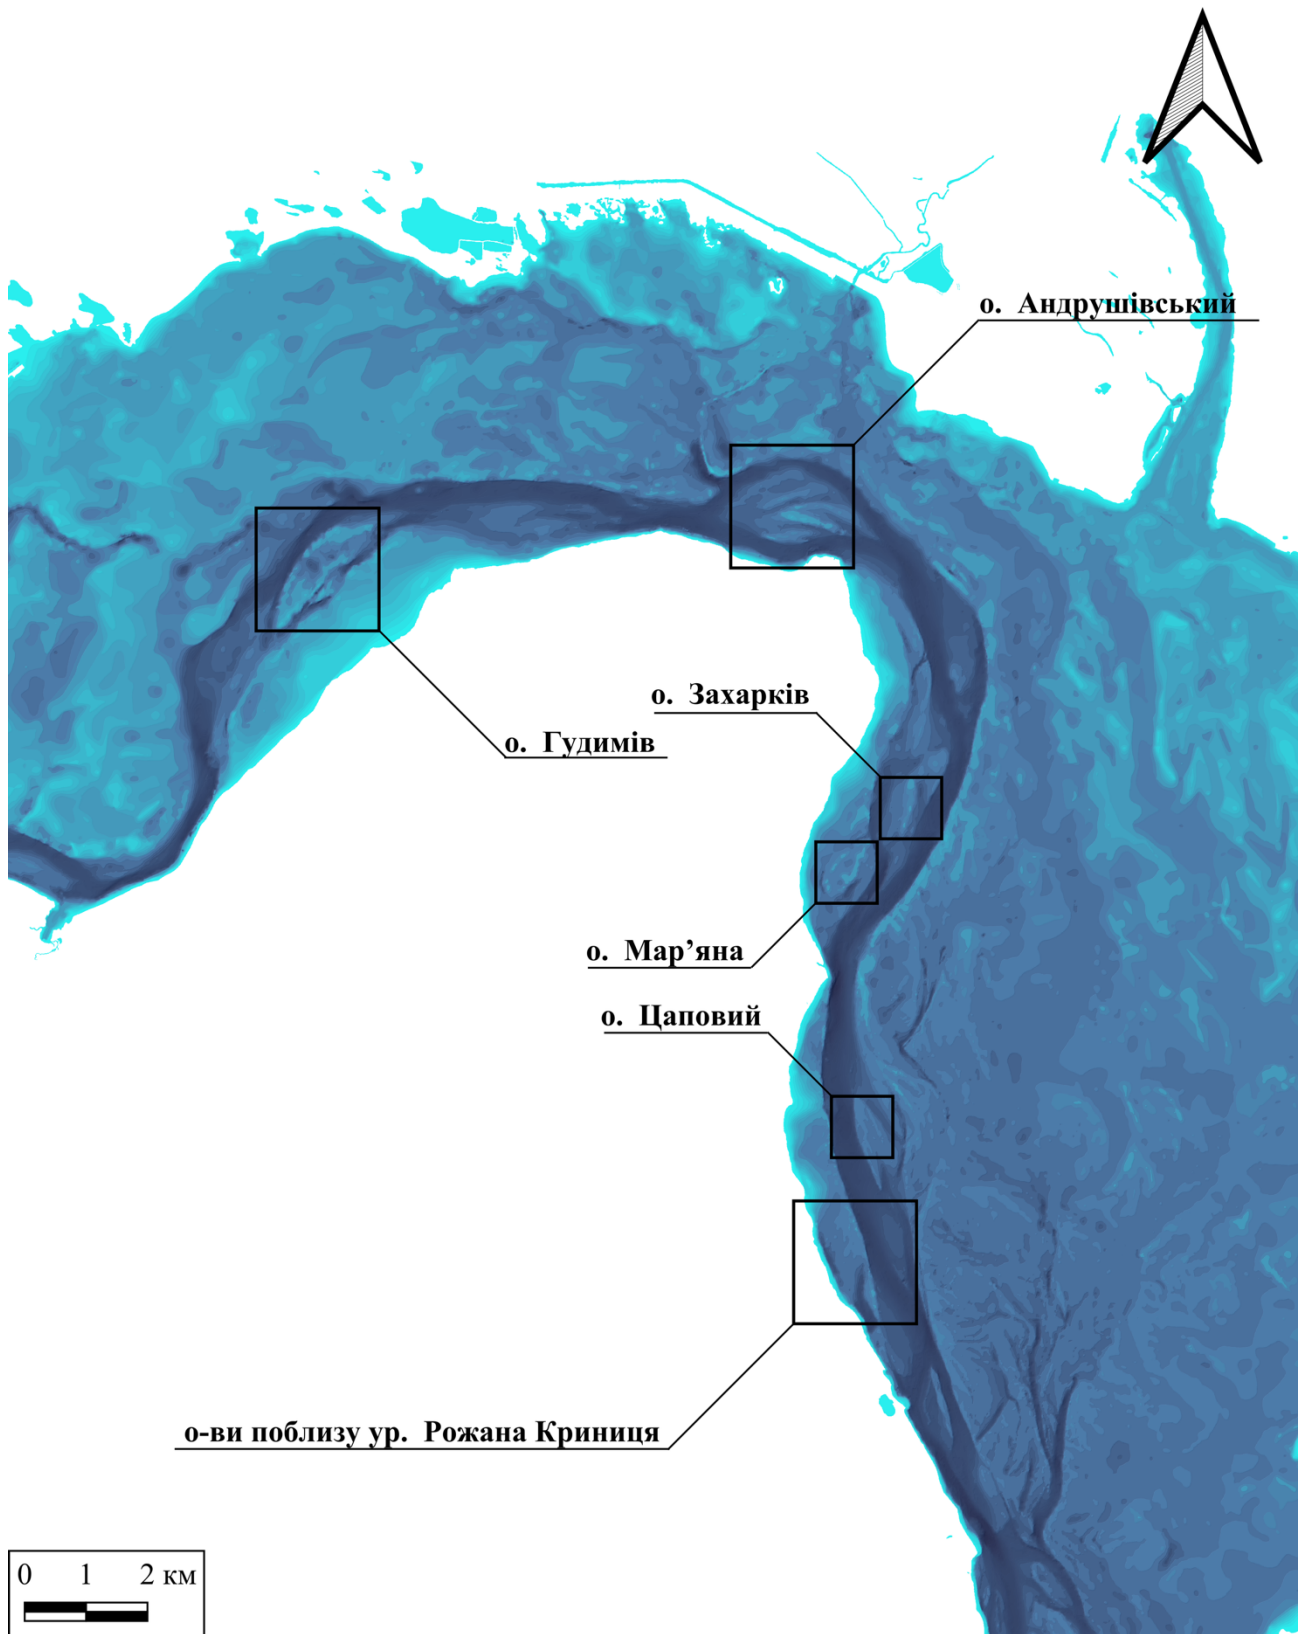 о. Андрушівський
о. Захарків
о. Гудимів
о. Мар’яна
о. Цаповий
о-ви поблизу ур. Рожана Криниця
0 1 2 км